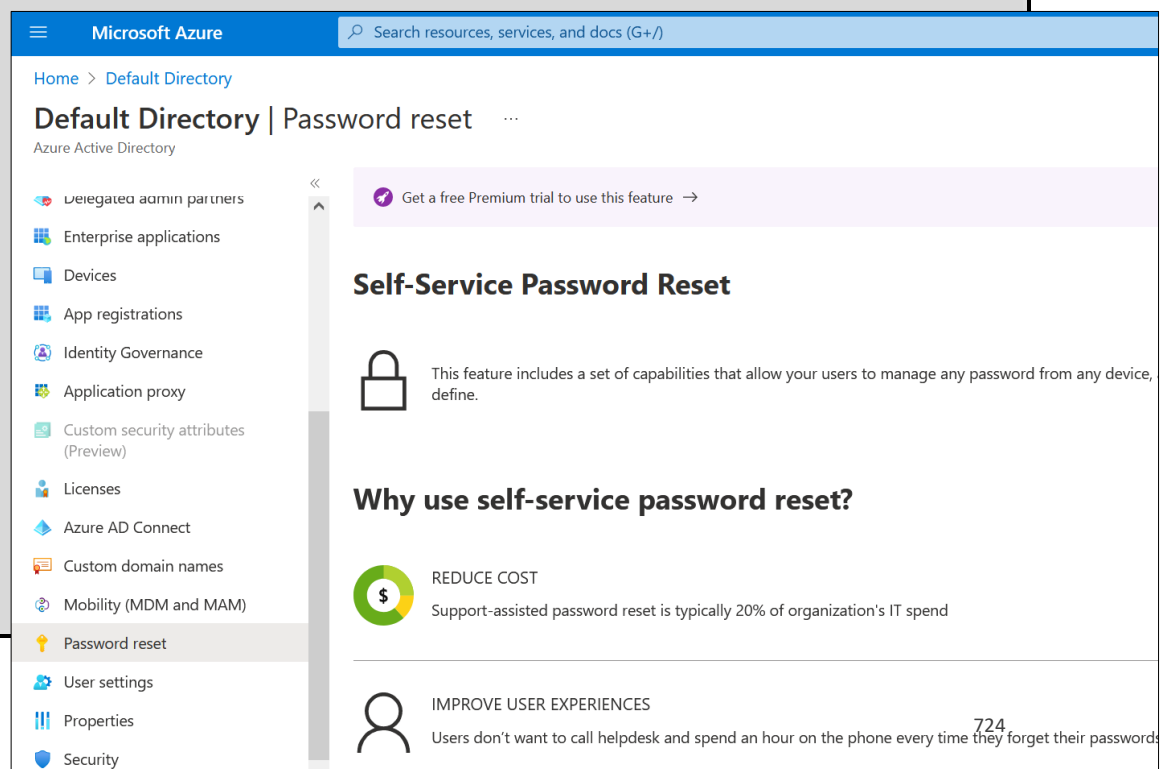 Microsoft Azure
Search resources, services, and docs (G+/)
Home > Default Directory
Default Directory | Password reset ...
Azure Active Directory
«
Delegated admin partners
Enterprise applications
Devices
App registrations
Identity Governance
Application proxy
Custom security attributes
(Preview)
Licenses
Azure AD Connect
Custom domain names
Mobility (MDM and MAM)
Password reset
User settings
Properties
Security
Get a free Premium trial to use this feature →
Self-Service Password Reset
This feature includes a set of capabilities that allow your users to manage any password from any device,
define.
Why use self-service password reset?
$
REDUCE COST
Support-assisted password reset is typically 20% of organization's IT spend
IMPROVE USER EXPERIENCES
Users don't want to call helpdesk and spend an hour on the phone every time they forget their passwords
724